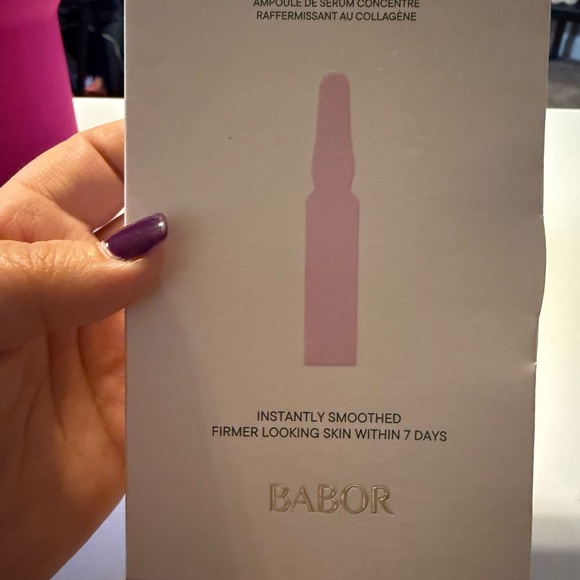 AMPOULE DE SÉRUM CONCENTRÉ
RAFFERMISSANT AU COLLAGÈNE
INSTANTLY SMOOTHED
FIRMER LOOKING SKIN WITHIN 7 DAYS
BABOR